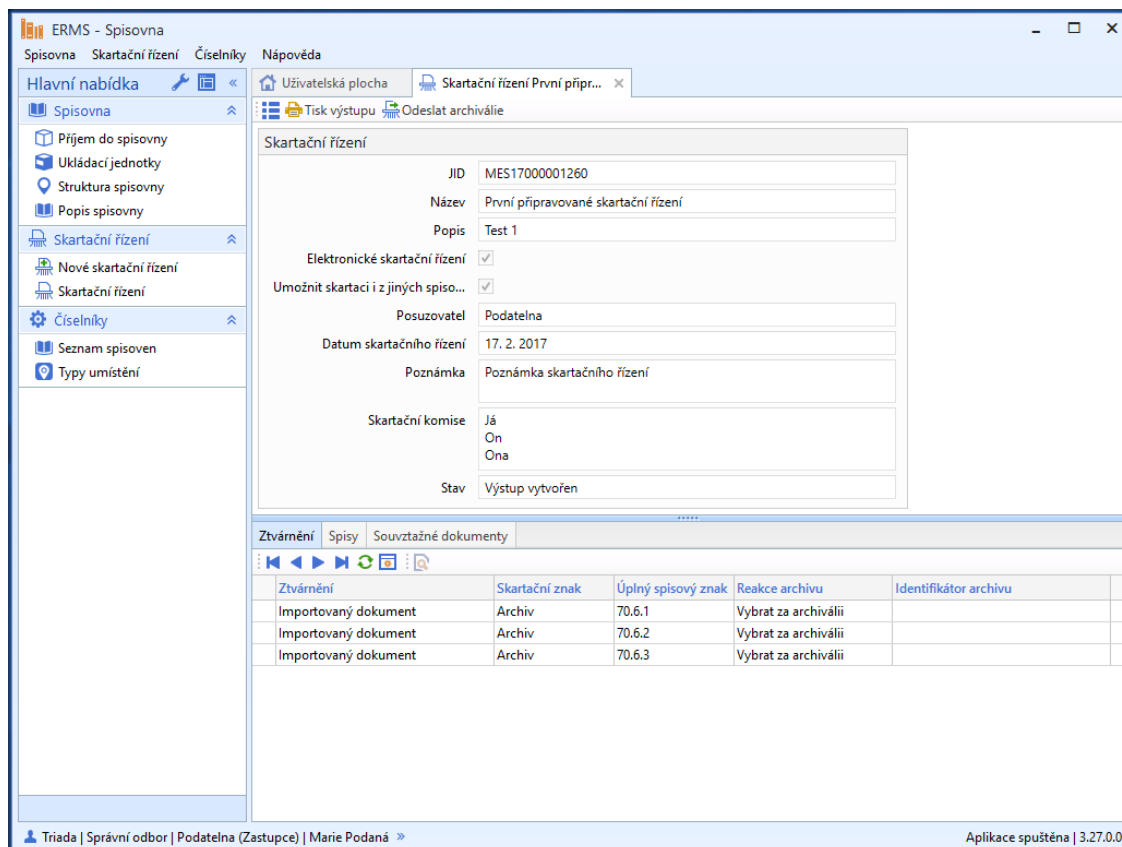 ERMS - Spisovna
Spisovna Skartační řízení Číselníky Nápověda
Hlavní nabídka
Spisovna
Příjem do spisovny
Ukládací jednotky
Struktura spisovny
Popis spisovny
Skartační řízení
Nové skartační řízení
Skartační řízení
Číselníky
Seznam spisoven
Typy umístění
Uživatelská plocha Skartační řízení První připr...
Tisk výstupu Odeslat archiválie
Skartační řízení
JID MES17000001260
Název První připravované skartační řízení
Popis Test 1
Elektronické skartační řízení
Umožnit skartaci i z jiných spiso...
Posuzovatel Podatelna
Datum skartačního řízení 17. 2. 2017
Poznámka Poznámka skartačního řízení
Skartační komise Já
On
Ona
Stav Výstup vytvořen
Ztvárnění Spisy Souvztažné dokumenty
Ztvárnění Skartační znak Úplný spisový znak Reakce archivu Identifikátor archivu
Importovaný dokument Archiv 70.6.1 Vybrat za archiválii
Importovaný dokument Archiv 70.6.2 Vybrat za archiválii
Importovaný dokument Archiv 70.6.3 Vybrat za archiválii
Triada | Správní odbor | Podatelna (Zastupce) | Marie Podaná » Aplikace spuštěna | 3.27.0.0